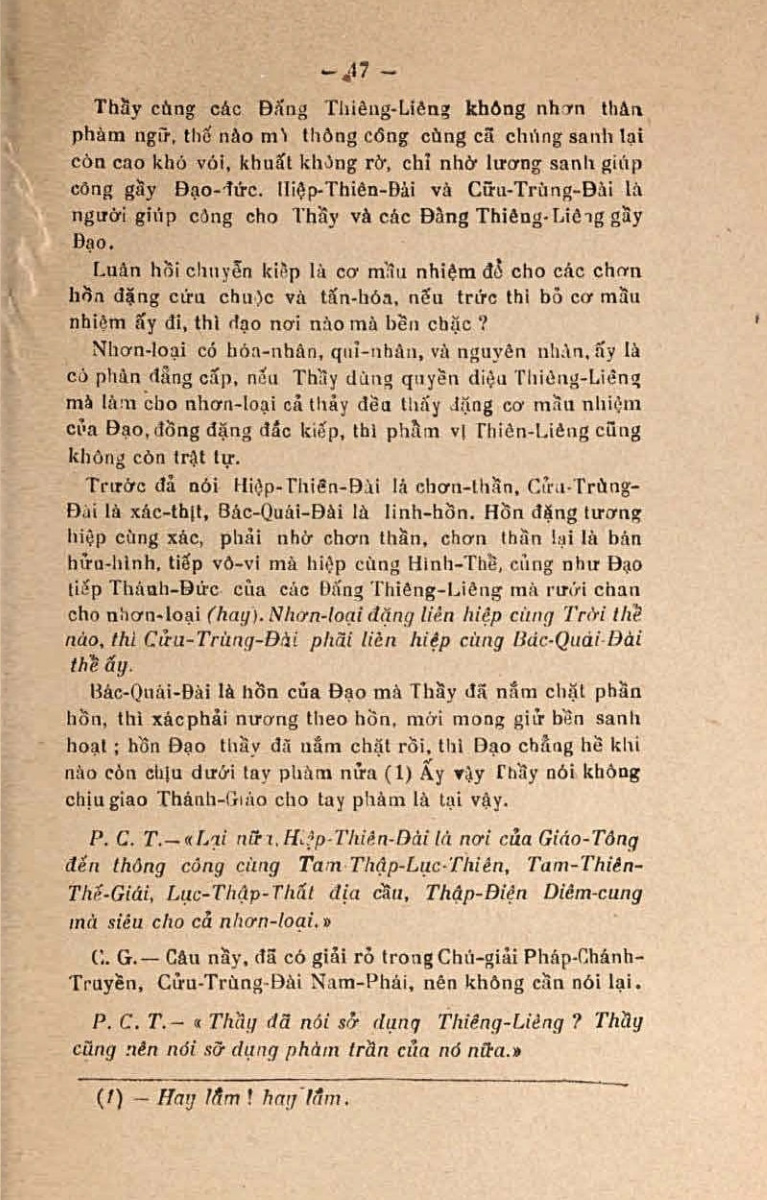 — 47 —
Thầy cùng các Đấng Thiêng-Liêng không nhơn thân
phàm ngữ, thế nào mà thông cống cùng cã chúng sanh lại
còn cao khó vói, khuất không rờ, chỉ nhờ lương sanh giúp
công gầy Đạo-đức. Hiệp-Thiên-Đài và Cữu-Trùng-Đài là
người giúp công cho Thầy và các Đấng Thiêng-Liêng gầy
Đạo.
Luân hồi chuyễn kiếp là cơ mầu nhiệm để cho các chơn
hồn đặng cứu chuộc và tấn-hóa, nếu trức thì bỏ cơ mầu
nhiệm ấy đi, thì đạo nơi nào mà bền chặc ?
Nhơn-loại có hóa-nhân, quỉ-nhân, và nguyên nhân, ấy là
có phân đẳng cấp, nếu Thầy dùng quyền diệu Thiêng-Liêng
mà làm cho nhơn-loại cả thảy đều thấy đặng cơ mầu nhiệm
của Đạo, đồng đặng đắc kiếp, thì phẩm vị Thiên-Liêng cũng
không còn trật tự.
Trước đả nói Hiệp-Thiên-Đài lá chơn-thần, Cửu-Trùng-
Đài là xác-thịt, Bác-Quái-Đài là linh-hồn. Hồn đặng tương
hiệp cùng xác, phải nhờ chơn thần, chơn thần lại là bán
hửu-hình, tiếp vô-vi mà hiệp cùng Hình-Thề, củng như Đạo
tiếp Thánh-Đức của các Đấng Thiêng-Liêng mà rưới chan
cho nhơn-loại (hay). Nhơn-loại đặng liên hiệp cùng Trời thề
nào, thì Cửu-Trùng-Đài phãi liên hiệp cùng Bác-Quái-Đài
thề ấy.
Bác-Quái-Đài là hồn của Đạo mà Thầy đã nắm chặt phần
hồn, thì xác phải nương theo hồn, mới mong giử bền sanh
hoạt ; hồn Đạo thầy đã nắm chặt rồi, thì Đạo chẳng hề khi
nào còn chịu dưới tay phàm nửa (1) Ấy vậy Thầy nói không
chịu giao Thánh-Giáo cho tay phàm là tại vậy.
P. C. T.— «Lại nữa, Hiệp-Thiên-Đài là nơi của Giáo-Tông
đến thông công cùng Tam-Thập-Lục-Thiên, Tam-Thiên-
Thế-Giái, Lục-Thập-Thất địa cầu, Thập-Điện Diêm-cung
mà siêu cho cả nhơn-loại.»
C. G.— Câu nầy, đã có giải rỏ trong Chú-giải Pháp-Chánh-
Truyền, Cửu-Trùng-Đài Nam-Phái, nên không cần nói lại.
P. C. T.— « Thầy đã nói sở dụng Thiêng-Liêng ? Thầy
cũng nên nói sỡ dụng phàm trần của nó nữa.»
(1) — Hay lắm ! hay lắm.